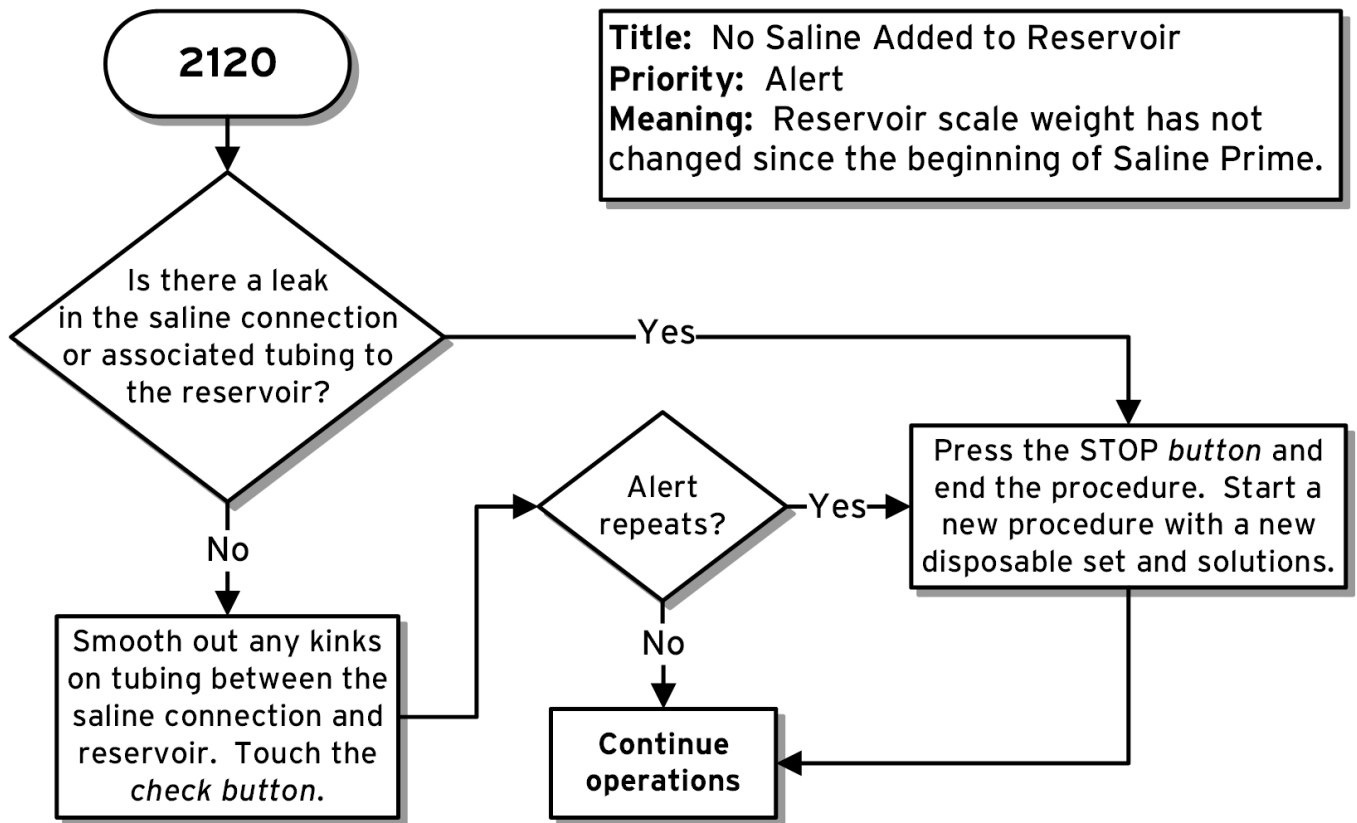 2120
Title: No Saline Added to Reservoir
Priority: Alert
Meaning: Reservoir scale weight has not
changed since the beginning of Saline Prime.
Is there a leak
in the saline connection
or associated tubing to
the reservoir?
Yes
No
Smooth out any kinks
on tubing between the
saline connection and
reservoir. Touch the
check button.
Alert
repeats?
Yes
No
Press the STOP button and
end the procedure. Start a
new procedure with a new
disposable set and solutions.
Continue
operations